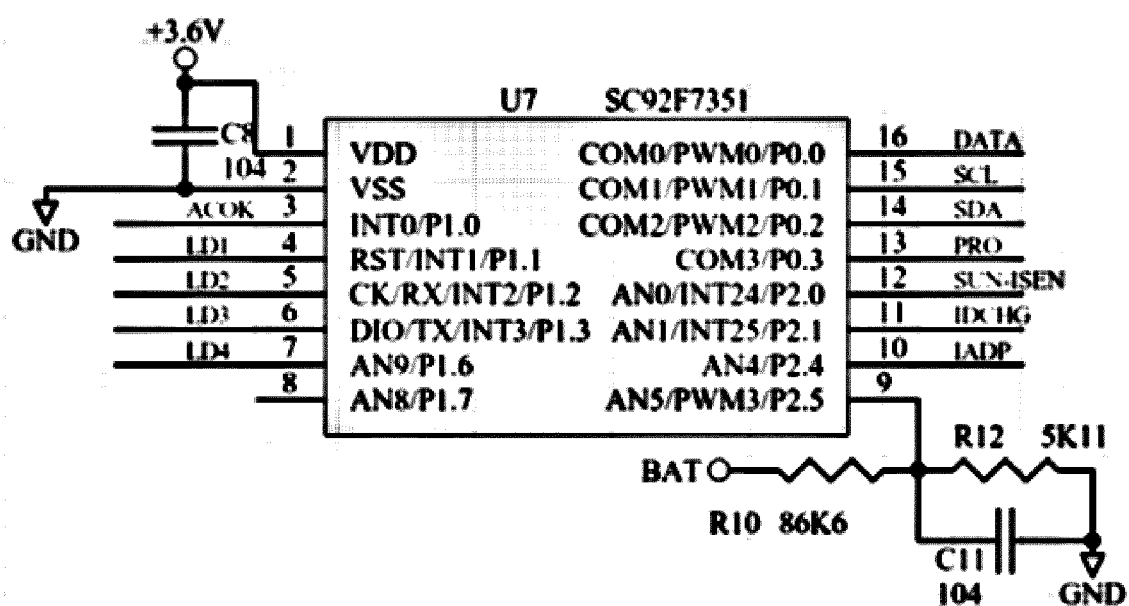 +3.6V
U7 SC92F7351
C8
104
GND
ACOK
LD1
LD2
LD3
LD4
1 VDD
2 VSS
3 INT0/P1.0
4 RST/INT1/P1.1
5 CK/RX/INT2/P1.2
6 DIO/TX/INT3/P1.3
7 AN9/P1.6
8 AN8/P1.7
COM0/PWM0/P0.0 16 DATA
COM1/PWM1/P0.1 15 SCL
COM2/PWM2/P0.2 14 SDA
COM3/P0.3 13 PRO
AN0/INT24/P2.0 12 SUN-ISEN
AN1/INT25/P2.1 11 IDCHG
AN4/P2.4 10 IADP
AN5/PWM3/P2.5 9
R12 5K11
BAT
R10 86K6
C11
104
GND